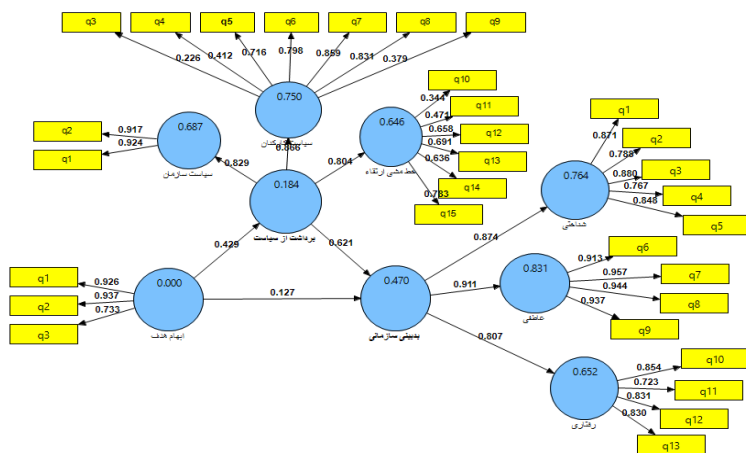 q3 q4 q5 q6 q7 q8 q9
0.226 0.412 0.716 0.798 0.859 0.831 0.379
0.750
سیاست کارکنان
0.866
q2 0.917
q1 0.924
0.687
سیاست سازمان
0.829
0.646
خط مشی ارتقاء
0.804
q10 0.344
q11 0.471
q12 0.658
q13 0.691
q14 0.636
q15 0.783
0.184
برداشت از سیاست
0.429
0.621
q1 0.926
q2 0.937
q3 0.733
0.000
ابهام هدف
0.127
0.470
بدبینی سازمانی
0.874
0.911
0.807
0.764
شناختی
q1 0.871
q2 0.788
q3 0.880
q4 0.767
q5 0.848
0.831
عاطفی
q6 0.913
q7 0.957
q8 0.944
q9 0.937
0.652
رفتاری
q10 0.854
q11 0.723
q12 0.831
q13 0.830